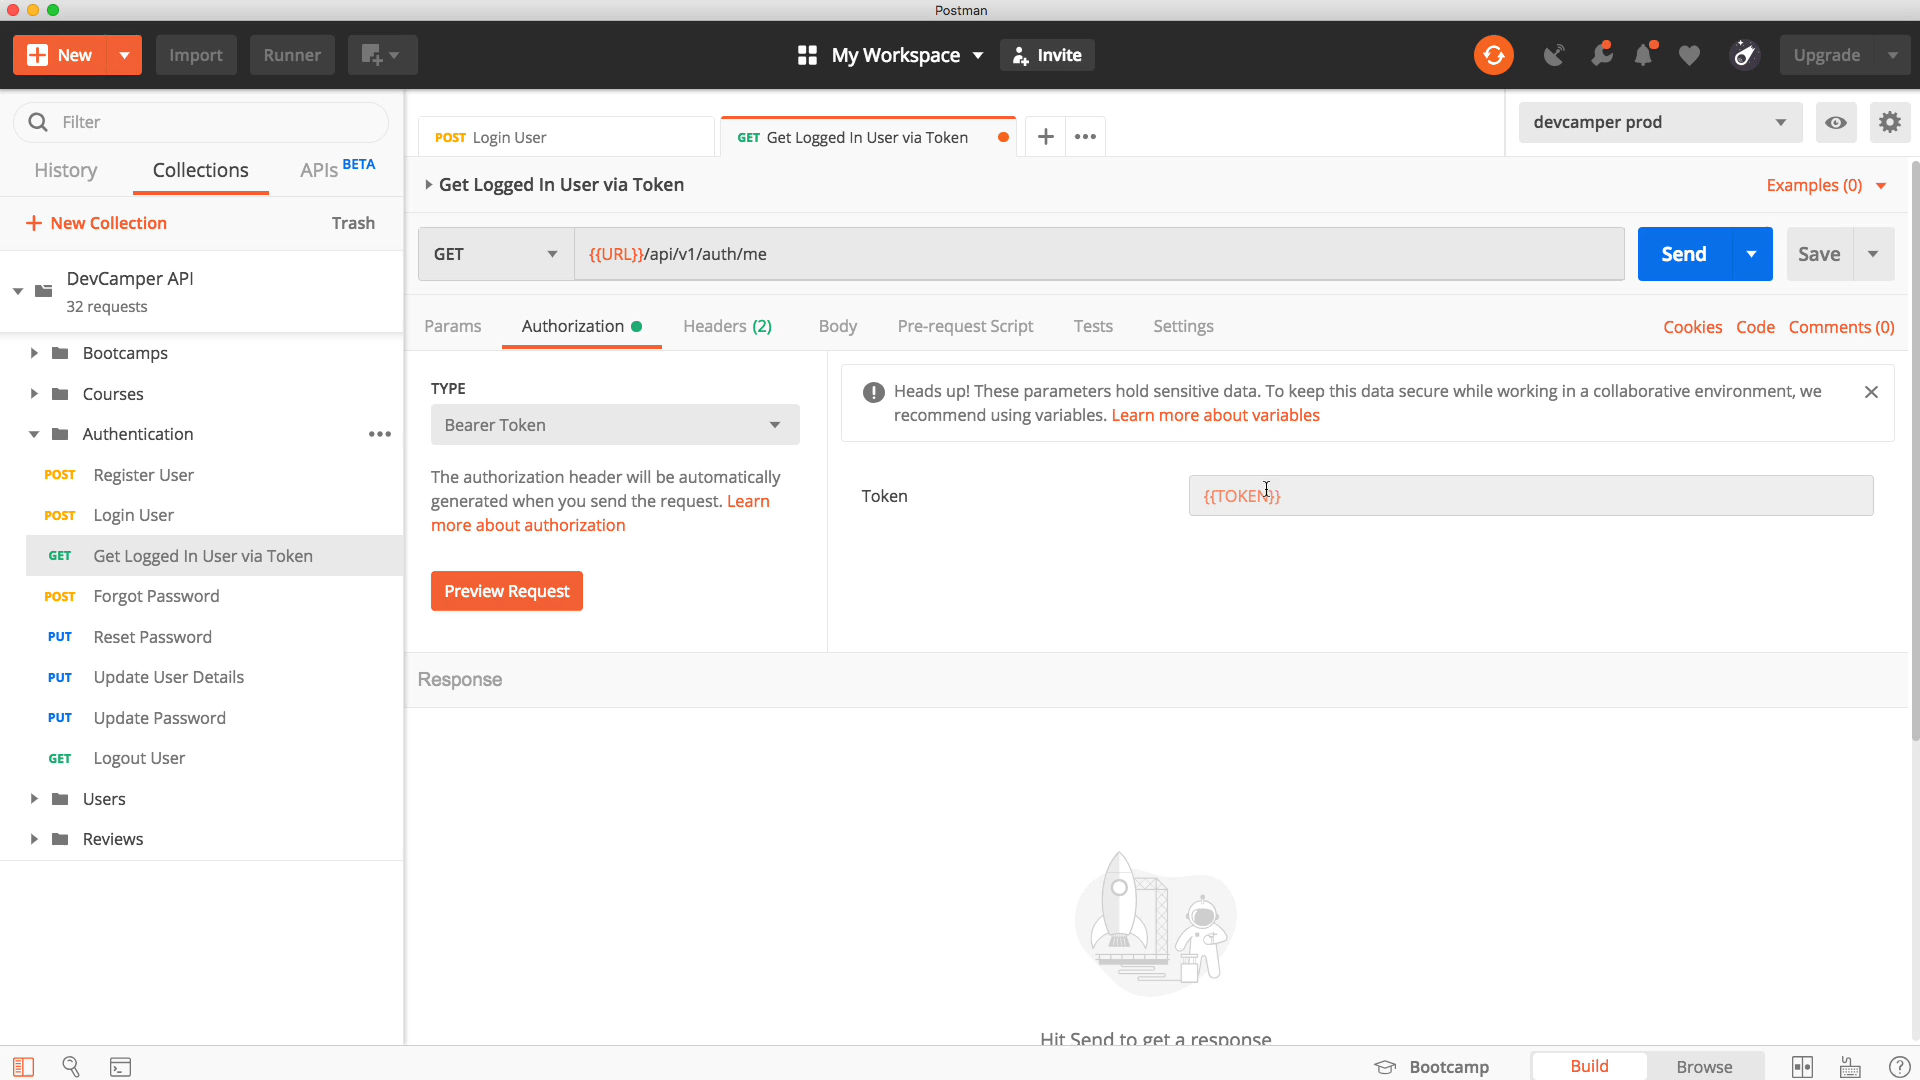 Postman
New
Import
Runner
My Workspace
Invite
Upgrade
Filter
History
Collections
APIs BETA
New Collection
Trash
DevCamper API
32 requests
Bootcamps
Courses
Authentication
POST Register User
POST Login User
GET Get Logged In User via Token
POST Forgot Password
PUT Reset Password
PUT Update User Details
PUT Update Password
GET Logout User
Users
Reviews
POST Login User
GET Get Logged In User via Token
devcamper prod
Get Logged In User via Token
Examples (0)
GET
{{URL}}/api/v1/auth/me
Send
Save
Params
Authorization
Headers (2)
Body
Pre-request Script
Tests
Settings
Cookies
Code
Comments (0)
TYPE
Bearer Token
The authorization header will be automatically
generated when you send the request. Learn
more about authorization
Preview Request
Heads up! These parameters hold sensitive data. To keep this data secure while working in a collaborative environment, we
recommend using variables. Learn more about variables
Token
{{TOKEN}}
Response
Hit Send to get a response
Bootcamp
Build
Browse